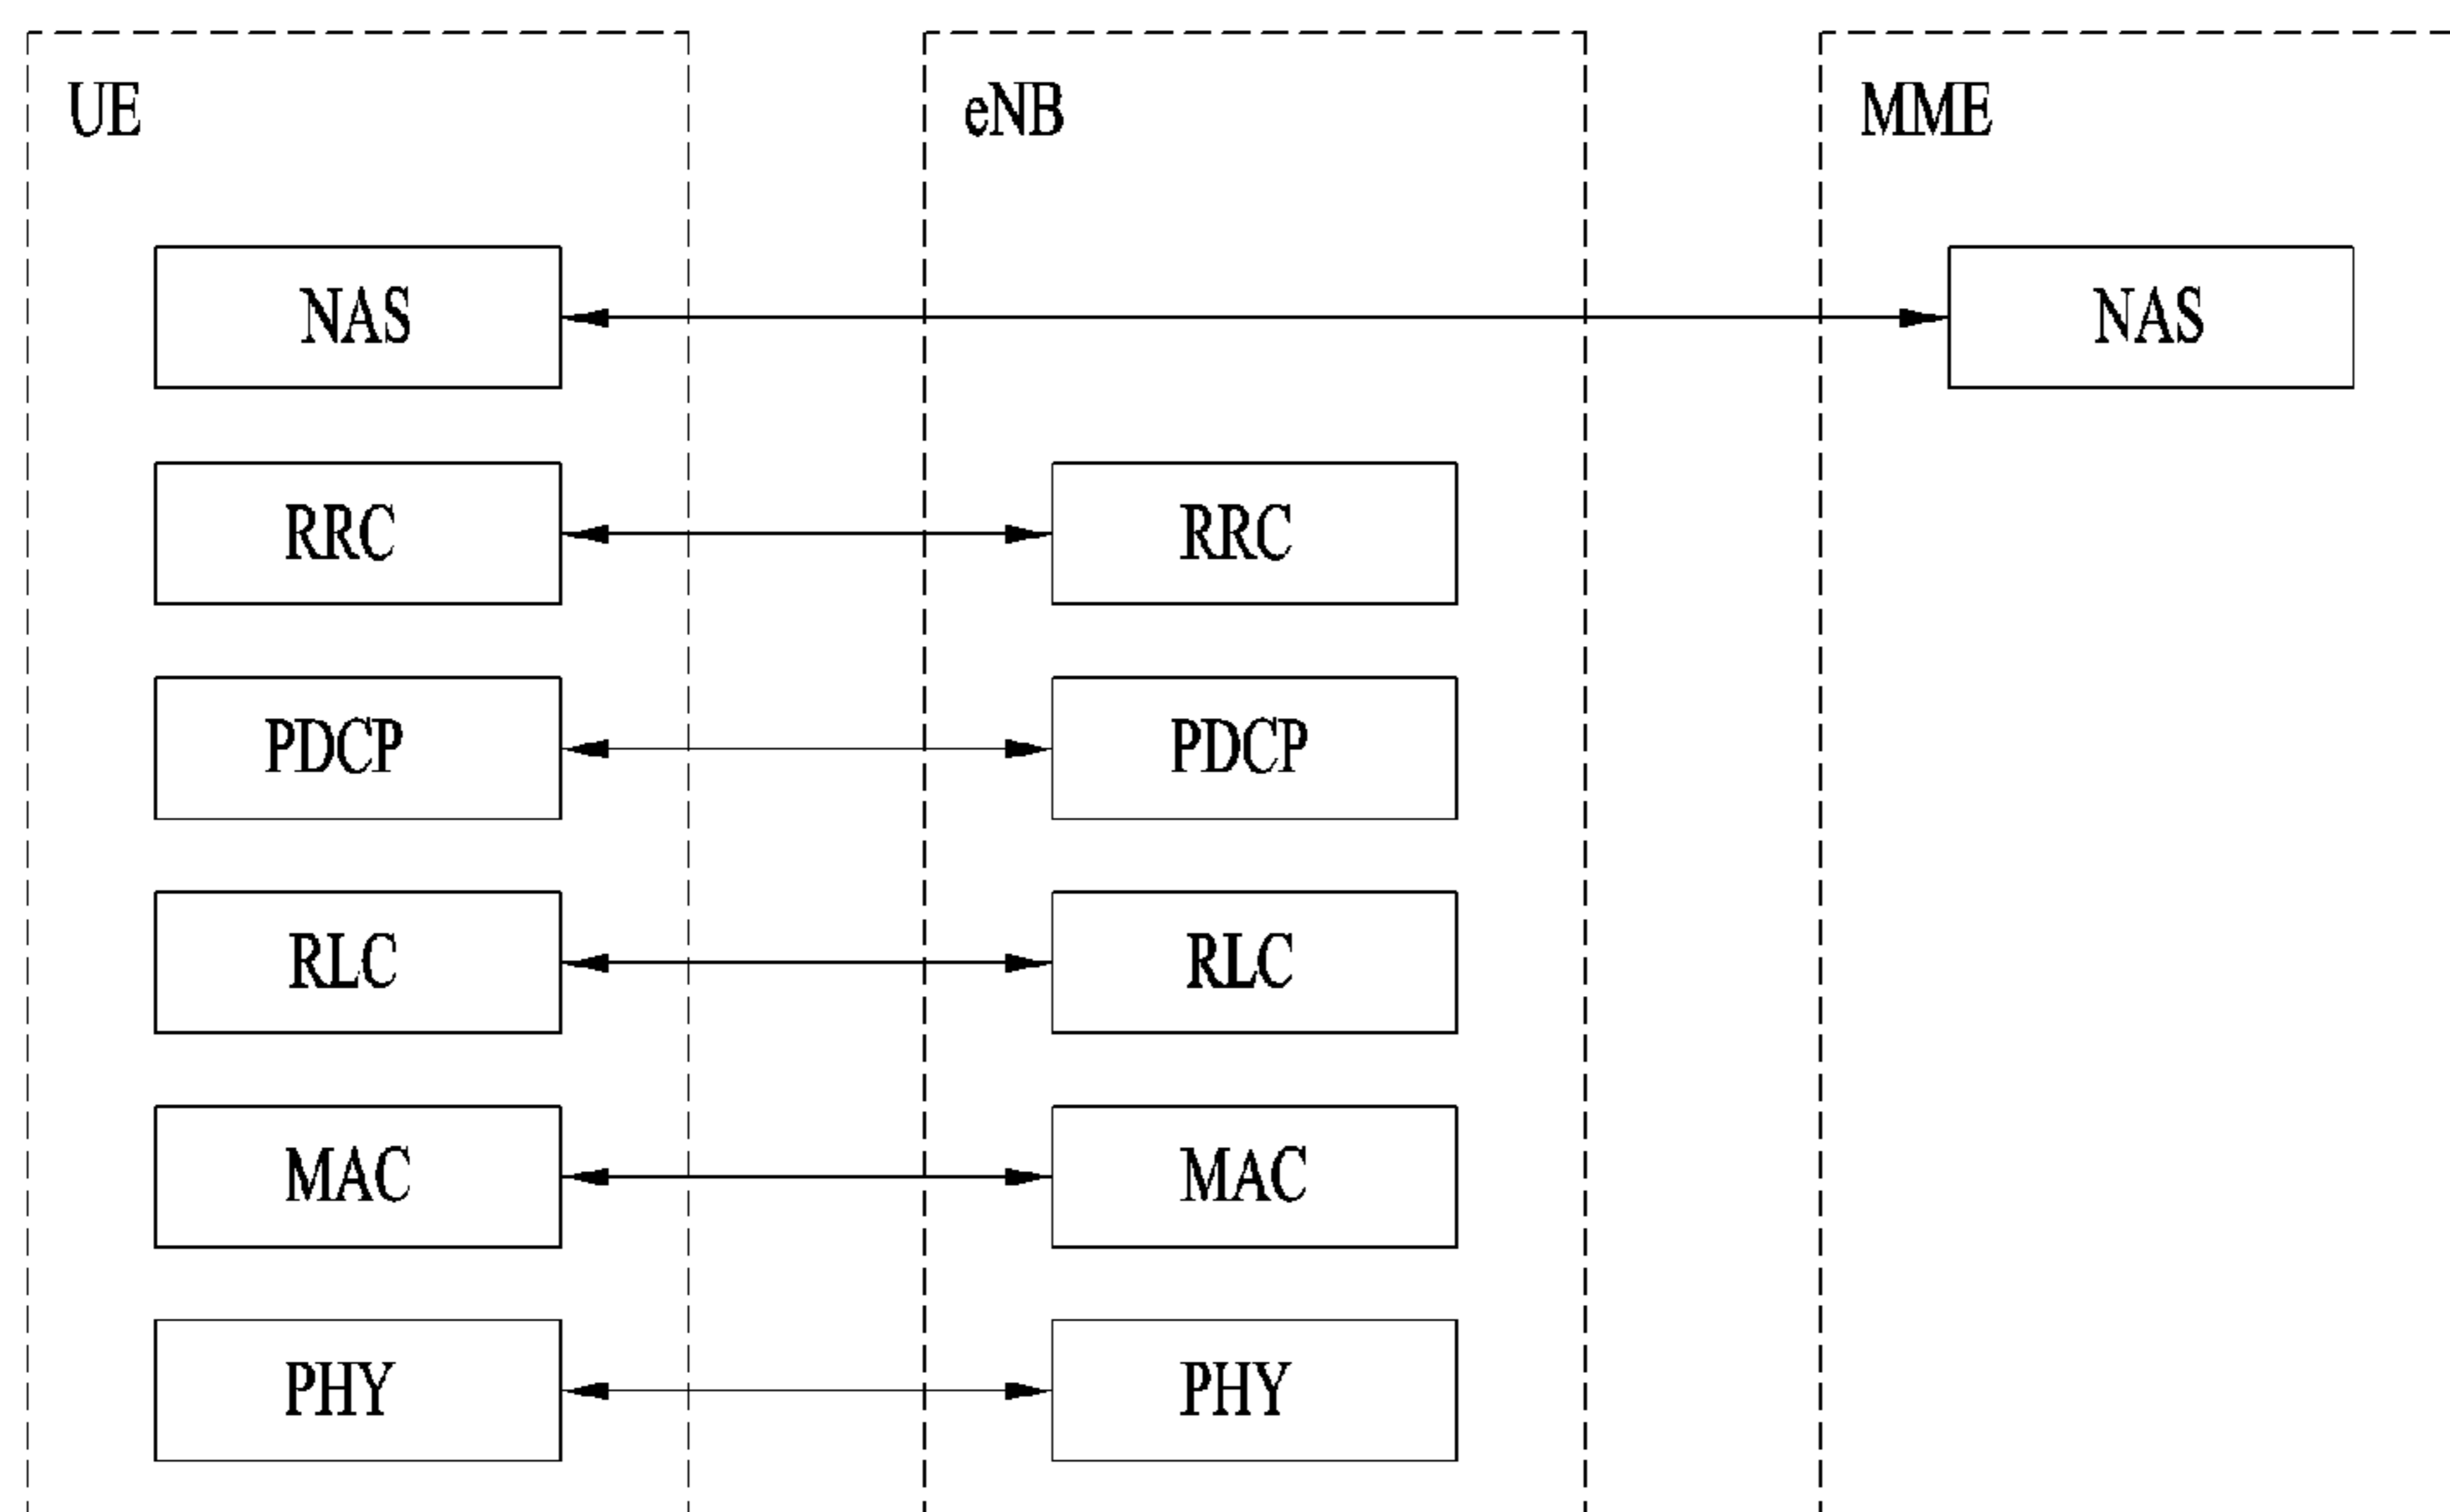 UE eNB MME
NAS NAS
RRC RRC
PDCP PDCP
RLC RLC
MAC MAC
PHY PHY